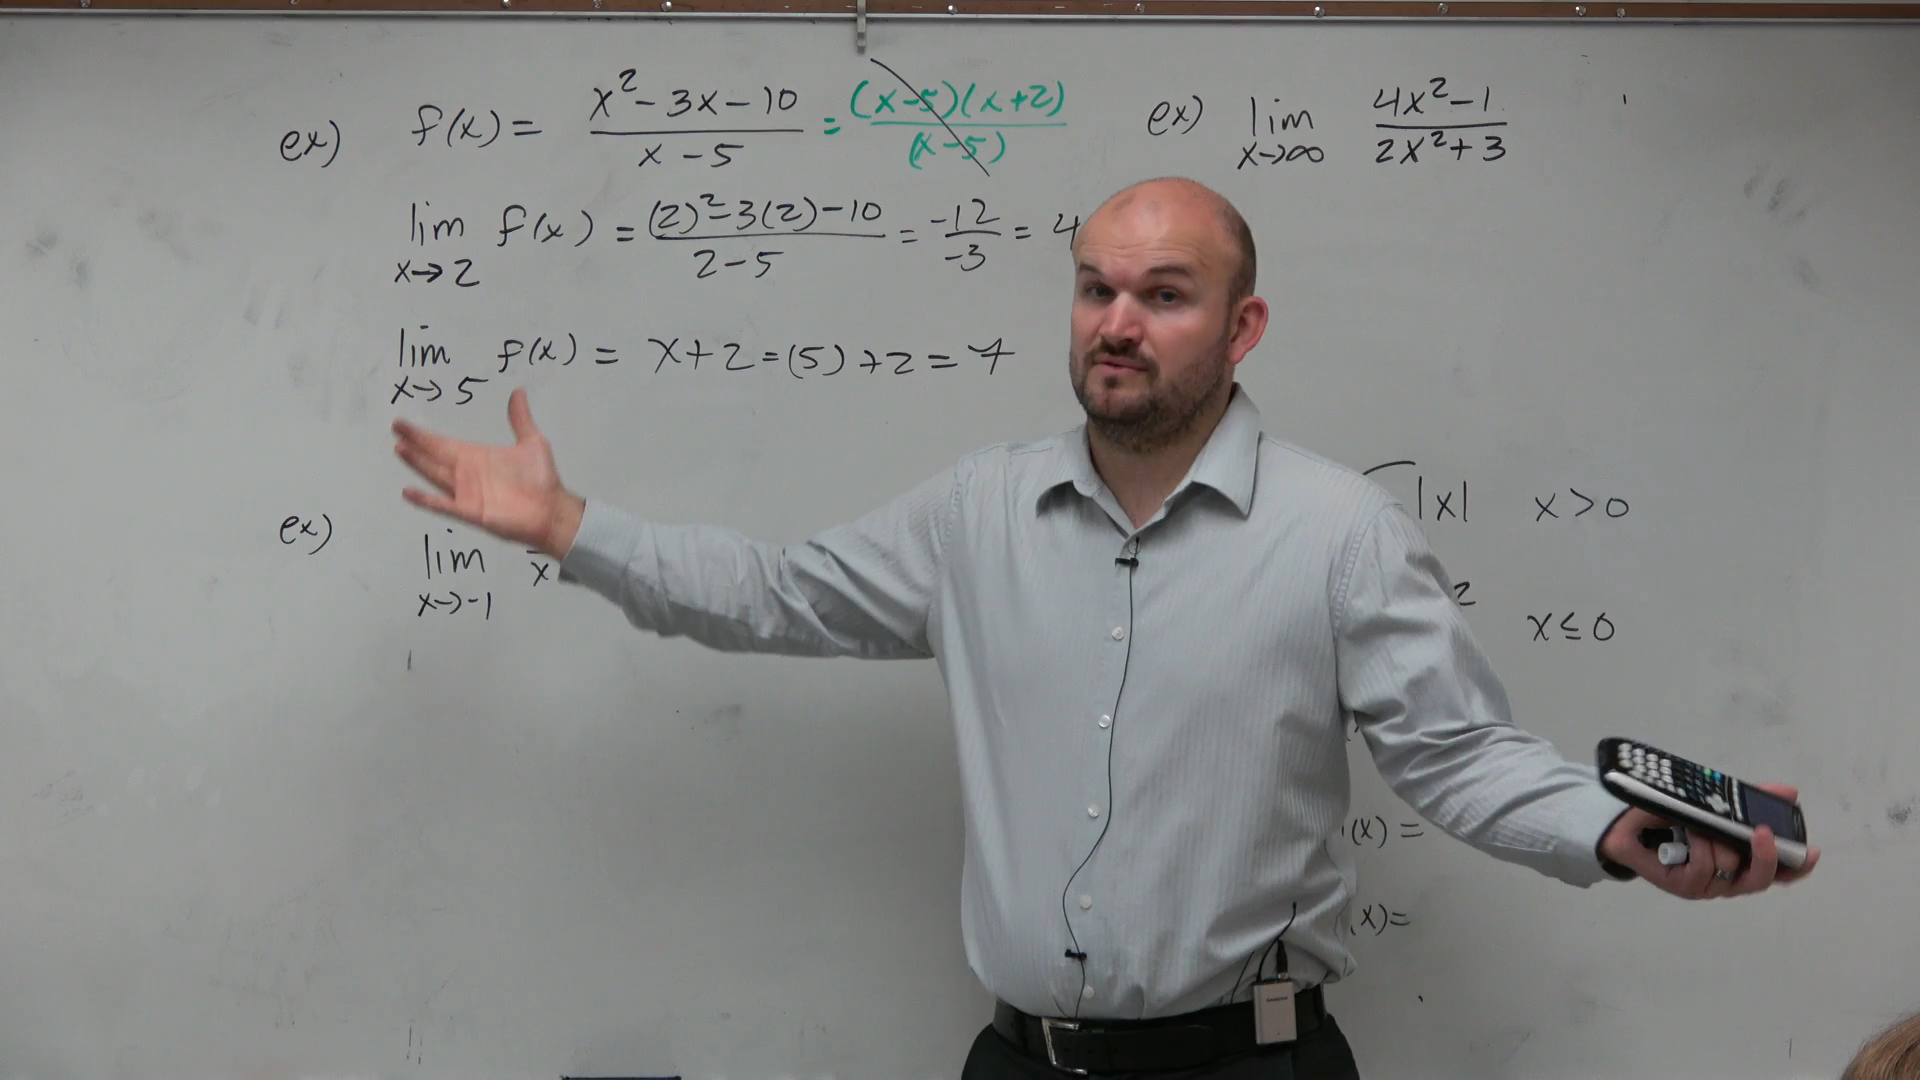 ex) f(x) = x²-3x-10 / x-5 = (x-5)(x+2) / (x-5)
lim x→2 f(x) = (2)²-3(2)-10 / 2-5 = -12 / -3 = 4
lim x→5 f(x) = x+2 = (5)+2 = 7
ex) lim x→-1 x
ex) lim x→∞ 4x²-1 / 2x²+3
|x| x>0
2 x≤0
(x) =
(x) =